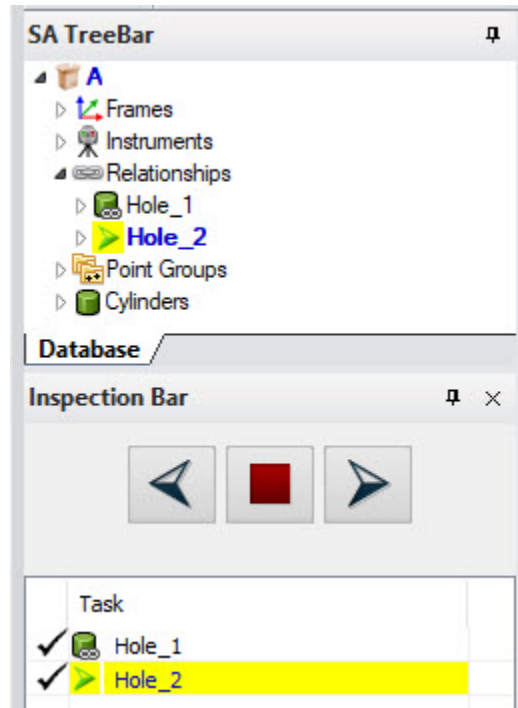 SA TreeBar
A
Frames
Instruments
Relationships
Hole_1
Hole_2
Point Groups
Cylinders
Database
Inspection Bar
Task
Hole_1
Hole_2